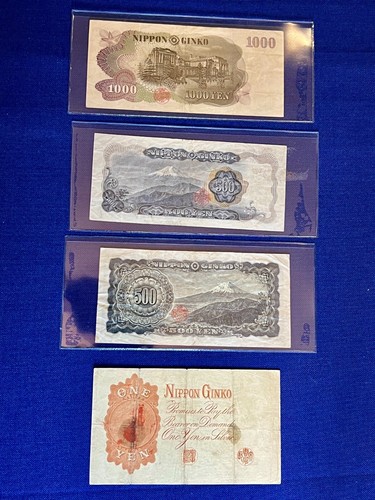 NIPPON GINKO
1000
1000
1000 YEN
NIPPON GINKO
500
500 YEN
NIPPON GINKO
500
500 YEN
ONE
YEN
NIPPON GINKO
Promises to Pay the
Bearer on Demand
One Yen in Silver